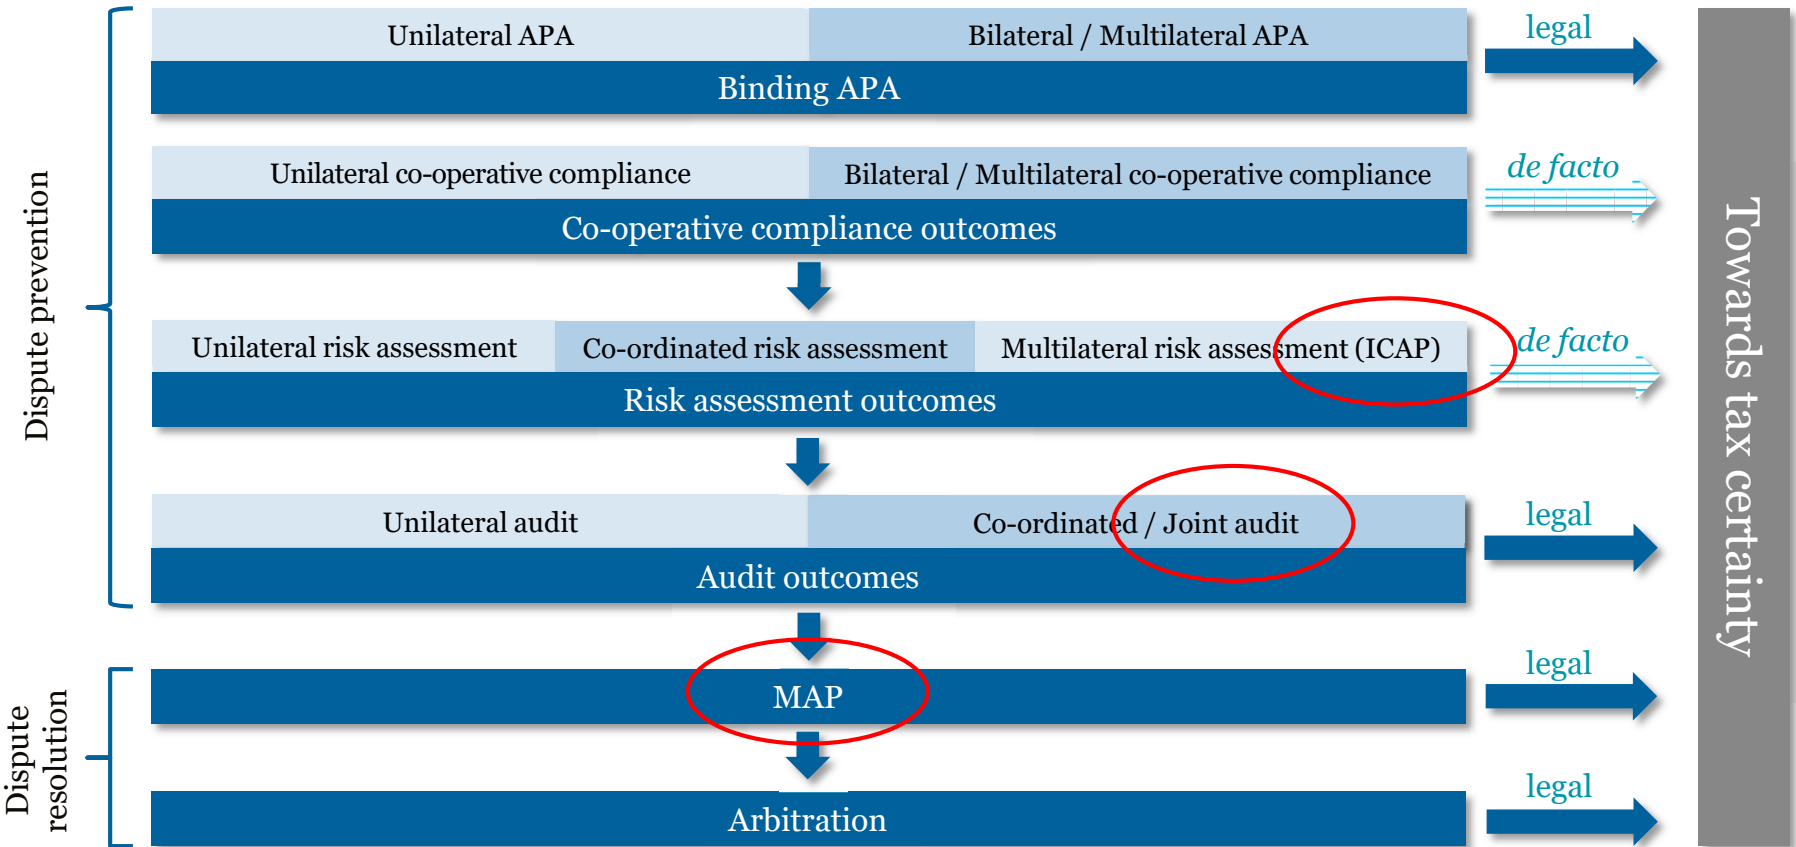 Unilateral APA
Bilateral / Multilateral APA
legal
Binding APA
Dispute prevention
Unilateral co-operative compliance
Bilateral / Multilateral co-operative compliance
de facto
Co-operative compliance outcomes
Unilateral risk assessment
Co-ordinated risk assessment
Multilateral risk assessment (ICAP)
de facto
Risk assessment outcomes
Unilateral audit
Co-ordinated / Joint audit
legal
Audit outcomes
Dispute
resolution
MAP
legal
Arbitration
legal
Towards tax certainty